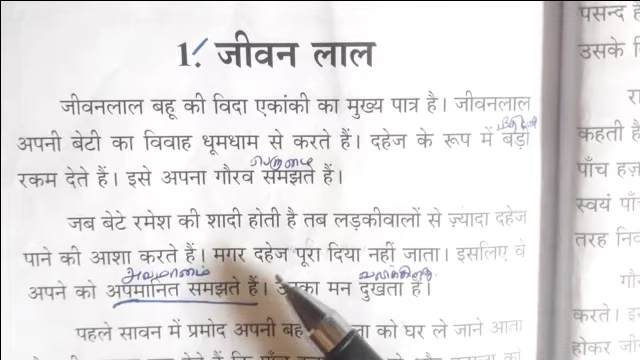 1. जीवन लाल
जीवनलाल बहू की विदा एकांकी का मुख्य पात्र है। जीवनलाल
अपनी बेटी का विवाह धूमधाम से करते हैं। दहेज के रूप में बड़ी
பெருமை
रकम देते हैं। इसे अपना गौरव समझते हैं।
जब बेटे रमेश की शादी होती है तब लड़कीवालों से ज़्यादा दहेज
पाने की आशा करते हैं। मगर दहेज पूरा दिया नहीं जाता। इसलिए वे
அவமானம்
अपने को अपमानित समझते हैं। मन दुखता है।
पहले सावन में प्रमोद अपनी को घर ले जाने आता
पसन्द
उसके
कहती है
पाँच
स्वयं
तरह